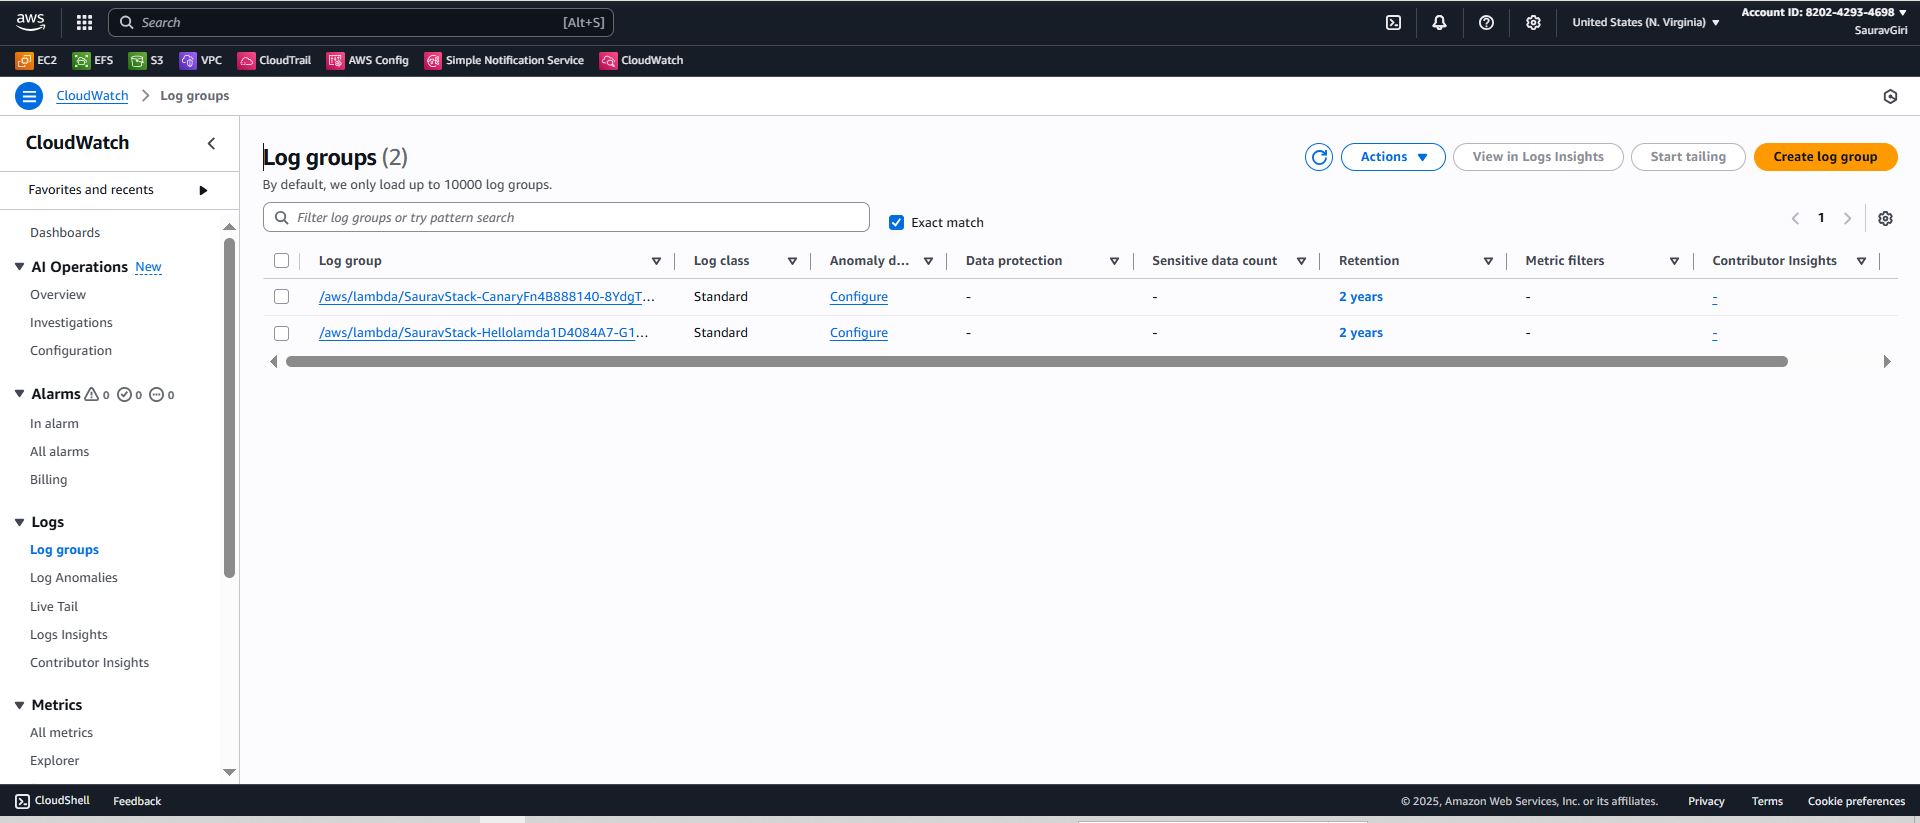 aws
Search [Alt+S]
United States (N. Virginia)
Account ID: 8202-4293-4698
SauravGiri
EC2 EFS S3 VPC CloudTrail AWS Config Simple Notification Service CloudWatch
CloudWatch Log groups
CloudWatch
Favorites and recents
Dashboards
AI Operations New
Overview
Investigations
Configuration
Alarms 0 0 0
In alarm
All alarms
Billing
Logs
Log groups
Log Anomalies
Live Tail
Logs Insights
Contributor Insights
Metrics
All metrics
Explorer
Log groups (2)
Actions View in Logs Insights Start tailing Create log group
By default, we only load up to 10000 log groups.
Filter log groups or try pattern search
Exact match
1
Log group Log class Anomaly d... Data protection Sensitive data count Retention Metric filters Contributor Insights
/aws/lambda/SauravStack-CanaryFn4B888140-8YdgT... Standard Configure - - 2 years - -
/aws/lambda/SauravStack-Hellolamda1D4084A7-G1... Standard Configure - - 2 years - -
CloudShell Feedback © 2025, Amazon Web Services, Inc. or its affiliates. Privacy Terms Cookie preferences